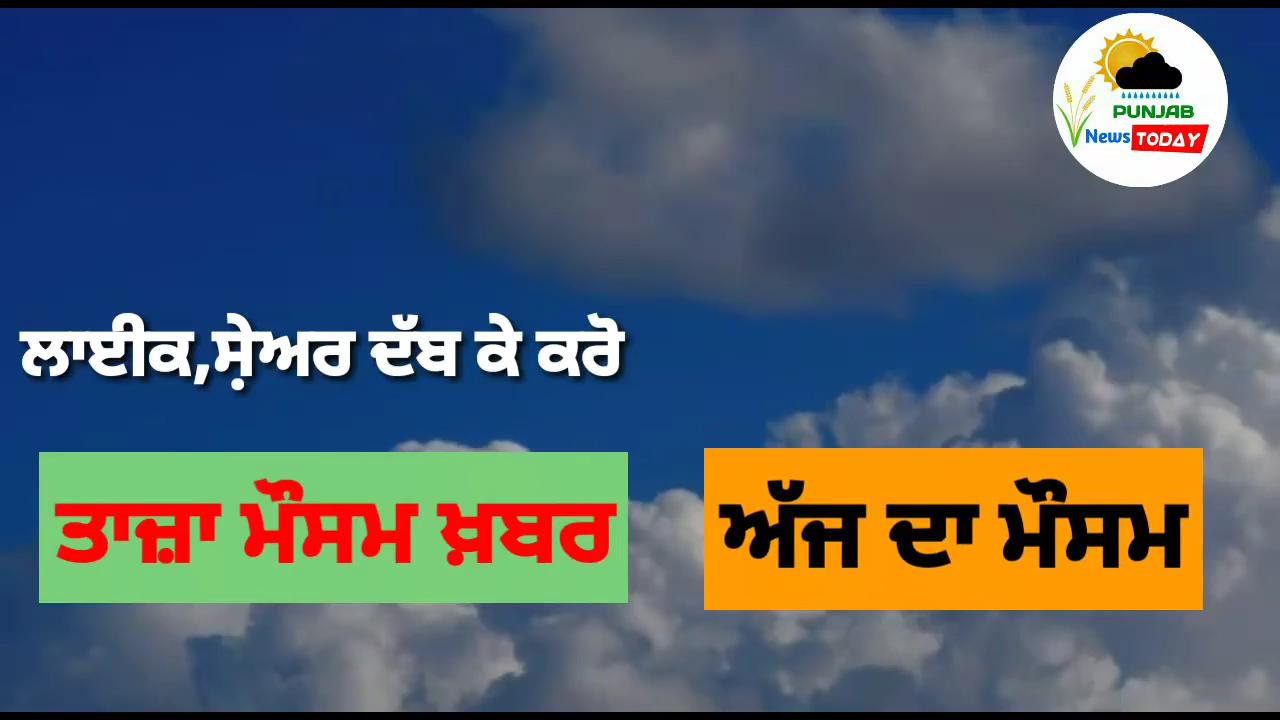 PUNJAB
News TODAY
ਲਾਈਕ,ਸ਼ੇਅਰ ਦੱਬ ਕੇ ਕਰੋ
ਤਾਜ਼ਾ ਮੌਸਮ ਖ਼ਬਰ
ਅੱਜ ਦਾ ਮੌਸਮ